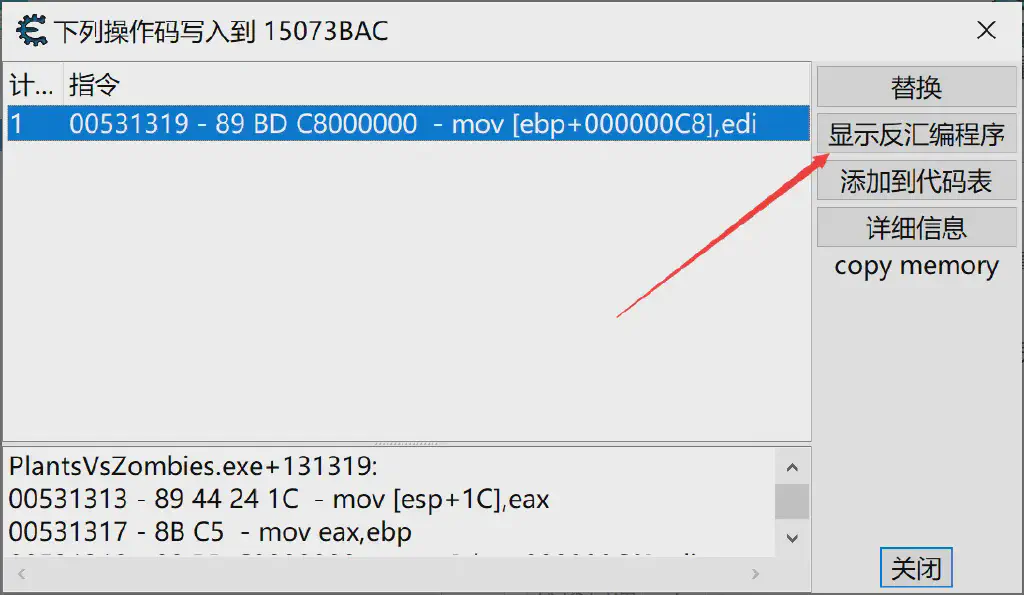 下列操作码写入到 15073BAC
计... 指令
1 00531319 - 89 BD C8000000 - mov [ebp+000000C8],edi
替换
显示反汇编程序
添加到代码表
详细信息
copy memory
PlantsVsZombies.exe+131319:
00531313 - 89 44 24 1C - mov [esp+1C],eax
00531317 - 8B C5 - mov eax,ebp
关闭